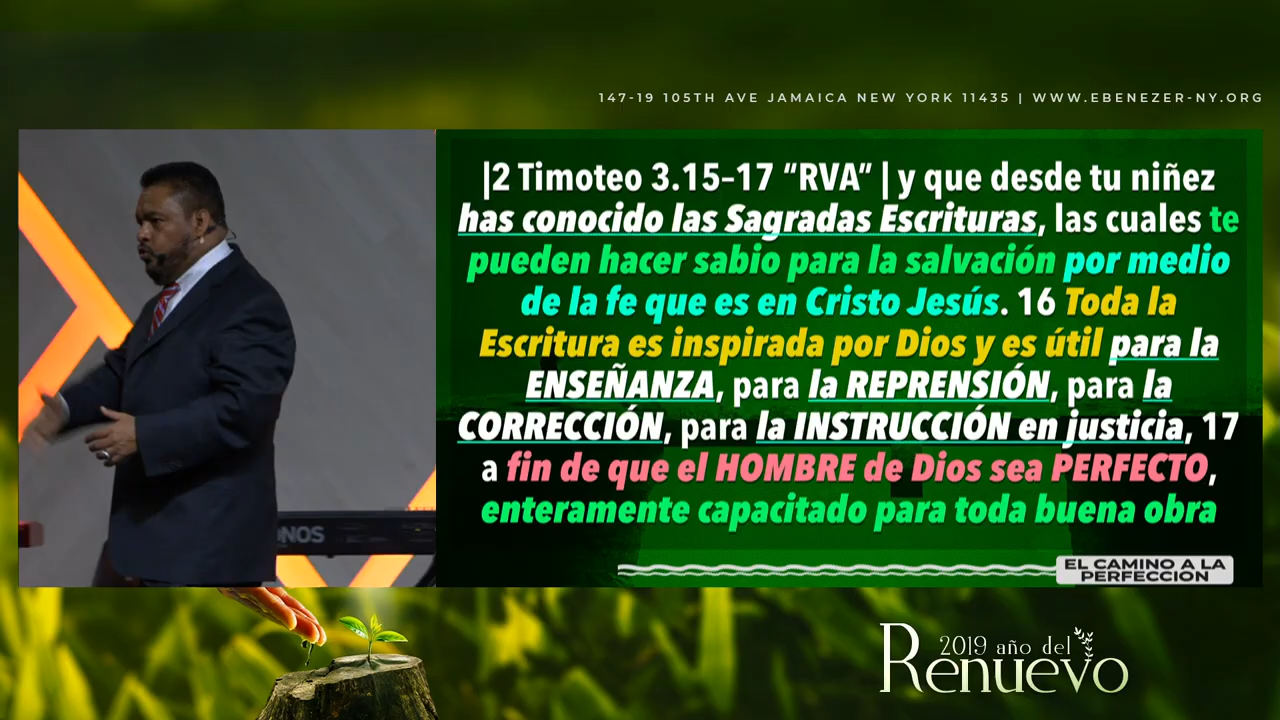 147-19 105TH AVE JAMAICA NEW YORK 11435 | WWW.EBENEZER-NY.ORG
|2 Timoteo 3.15–17 “RVA” | y que desde tu niñez
has conocido las Sagradas Escrituras, las cuales te
pueden hacer sabio para la salvación por medio
de la fe que es en Cristo Jesús. 16 Toda la
Escritura es inspirada por Dios y es útil para la
ENSEÑANZA, para la REPRENSIÓN, para la
CORRECCIÓN, para la INSTRUCCIÓN en justicia, 17
a fin de que el HOMBRE de Dios sea PERFECTO,
enteramente capacitado para toda buena obra
EL CAMINO A LA
PERFECCION
2019 año del
Renuevo